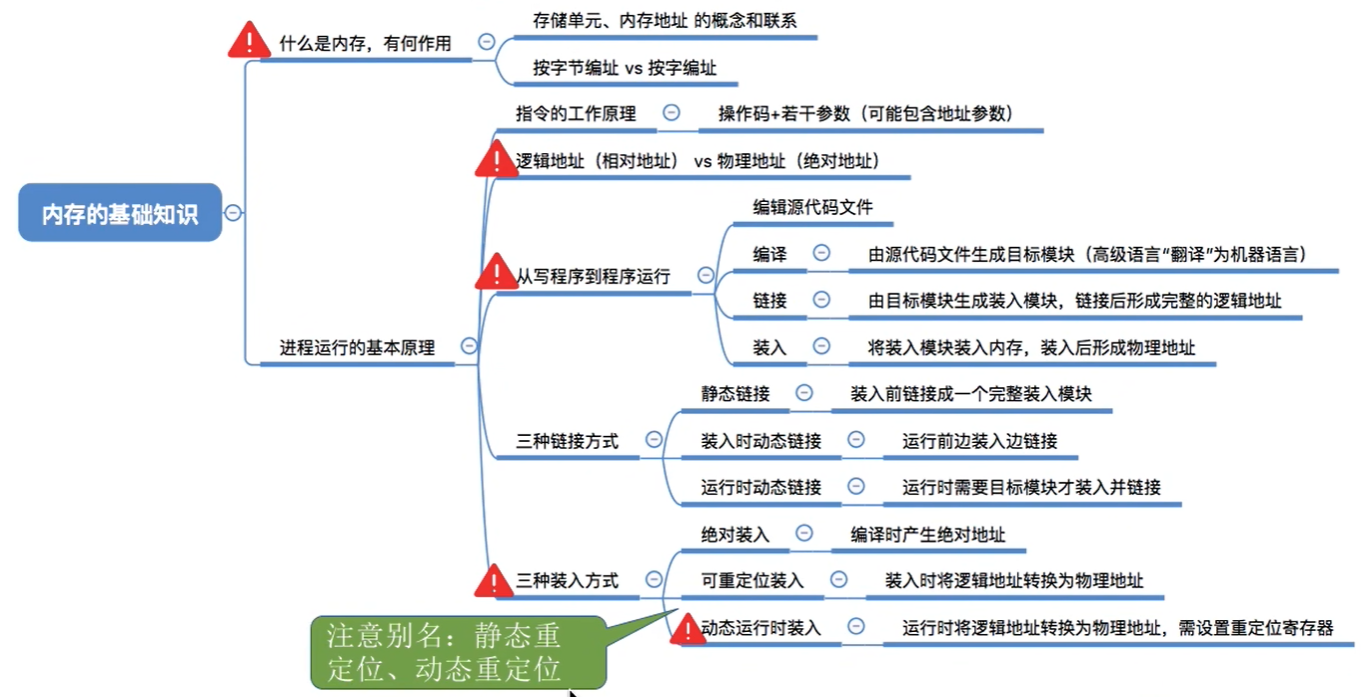 内存的基础知识
什么是内存，有何作用
存储单元、内存地址 的概念和联系
按字节编址 vs 按字编址
进程运行的基本原理
指令的工作原理
操作码+若干参数（可能包含地址参数）
逻辑地址（相对地址） vs 物理地址（绝对地址）
从写程序到程序运行
编辑源代码文件
编译
由源代码文件生成目标模块（高级语言“翻译”为机器语言）
链接
由目标模块生成装入模块，链接后形成完整的逻辑地址
装入
将装入模块装入内存，装入后形成物理地址
三种链接方式
静态链接
装入前链接成一个完整装入模块
装入时动态链接
运行前边装入边链接
运行时动态链接
运行时需要目标模块才装入并链接
三种装入方式
绝对装入
编译时产生绝对地址
可重定位装入
装入时将逻辑地址转换为物理地址
动态运行时装入
运行时将逻辑地址转换为物理地址，需设置重定位寄存器
注意别名：静态重
定位、动态重定位